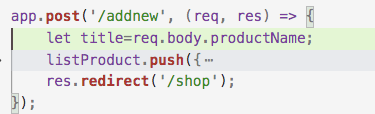 app.post('/addnew', (req, res) => {
let title=req.body.productName;
listProduct.push({⋯
res.redirect('/shop');
});